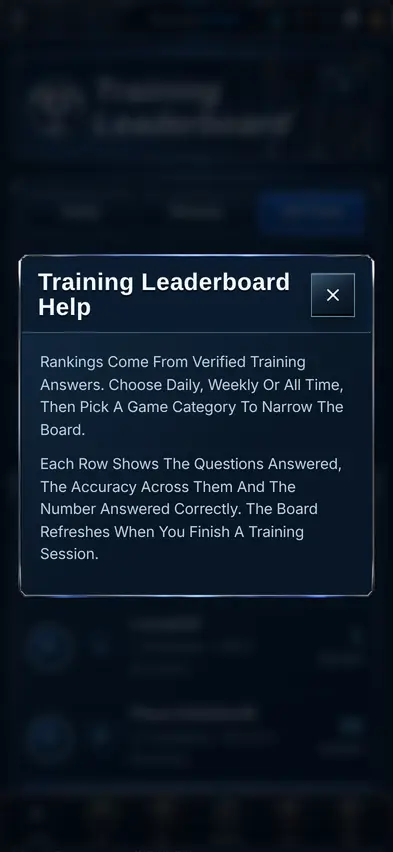 Training
Leaderboard
Training Leaderboard
Help
Rankings Come From Verified Training
Answers. Choose Daily, Weekly Or All Time,
Then Pick A Game Category To Narrow The
Board.
Each Row Shows The Questions Answered,
The Accuracy Across Them And The
Number Answered Correctly. The Board
Refreshes When You Finish A Training
Session.